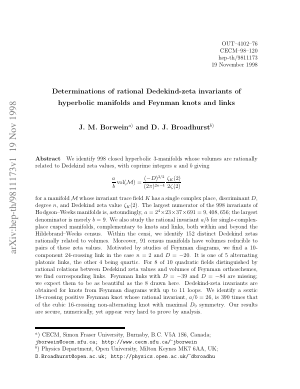 OUT–4102–76
CECM–98–120
hep-th/9811173
19 November 1998
Determinations of rational Dedekind-zeta invariants of
hyperbolic manifolds and Feynman knots and links
J. M. Borwein a) and D. J. Broadhurst b)
Abstract We identify 998 closed hyperbolic 3-manifolds whose volumes are rationally
related to Dedekind zeta values, with coprime integers a and b giving
a/b vol(M) = (−D)^{3/2}/(2π)^{2n−4} ζ_K(2)/2ζ(2)
for a manifold M whose invariant trace field K has a single complex place, discriminant D,
degree n, and Dedekind zeta value ζ_K(2). The largest numerator of the 998 invariants of
Hodgson-Weeks manifolds is, astoundingly, a = 2^4×23×37×691 = 9, 408, 656; the largest
denominator is merely b = 9. We also study the rational invariant a/b for single-complex-
place cusped manifolds, complementary to knots and links, both within and beyond the
Hildebrand-Weeks census. Within the censi, we identify 152 distinct Dedekind zetas
rationally related to volumes. Moreover, 91 census manifolds have volumes reducible to
pairs of these zeta values. Motivated by studies of Feynman diagrams, we find a 10-
component 24-crossing link in the case n = 2 and D = −20. It is one of 5 alternating
platonic links, the other 4 being quartic. For 8 of 10 quadratic fields distinguished by
rational relations between Dedekind zeta values and volumes of Feynman orthoschemes,
we find corresponding links. Feynman links with D = −39 and D = −84 are missing;
we expect them to be as beautiful as the 8 drawn here. Dedekind-zeta invariants are
obtained for knots from Feynman diagrams with up to 11 loops. We identify a sextic
18-crossing positive Feynman knot whose rational invariant, a/b = 26, is 390 times that
of the cubic 16-crossing non-alternating knot with maximal D₉ symmetry. Our results
are secure, numerically, yet appear very hard to prove by analysis.
a) CECM, Simon Fraser University, Burnaby, B.C. V5A 1S6, Canada;
jborwein@cecm.sfu.ca; http://www.cecm.sfu.ca/~jborwein
b) Physics Department, Open University, Milton Keynes MK7 6AA, UK;
D.Broadhurst@open.ac.uk; http://physics.open.ac.uk/~dbroadhu
arXiv:hep-th/9811173v1 19 Nov 1998